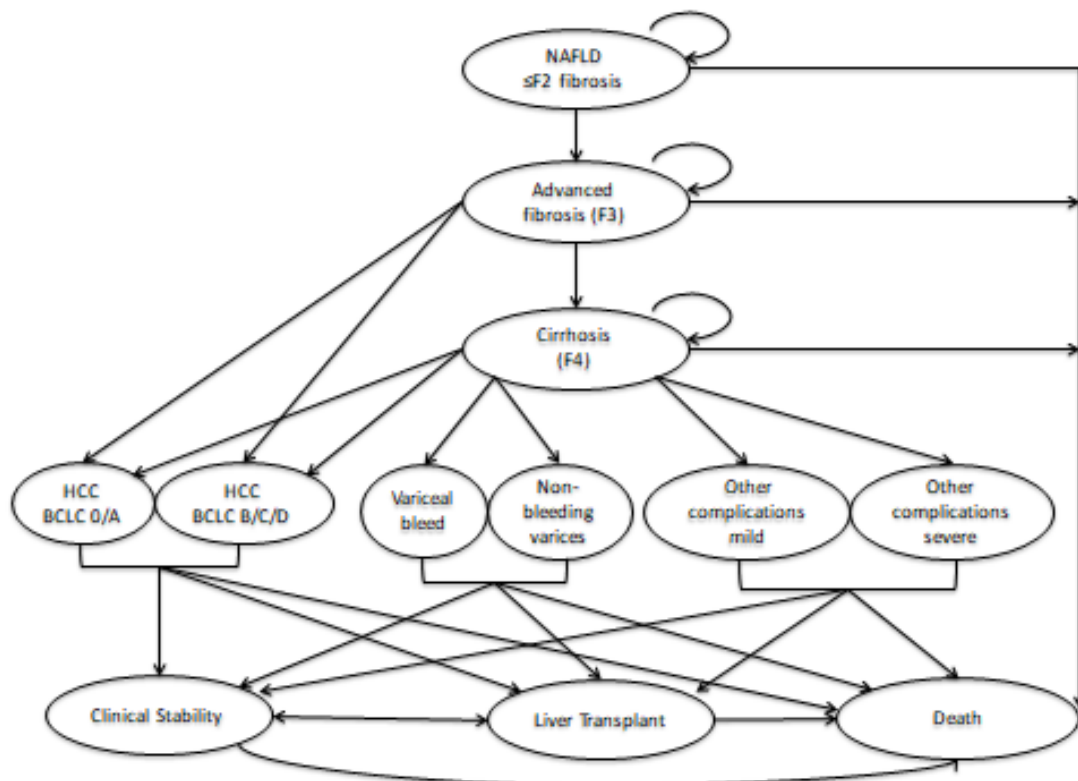 NAFLD
≤F2 fibrosis
Advanced
fibrosis (F3)
Cirrhosis
(F4)
HCC
BCLC 0/A
HCC
BCLC B/C/D
Variceal
bleed
Non-
bleeding
varices
Other
complications
mild
Other
complications
severe
Clinical Stability
Liver Transplant
Death